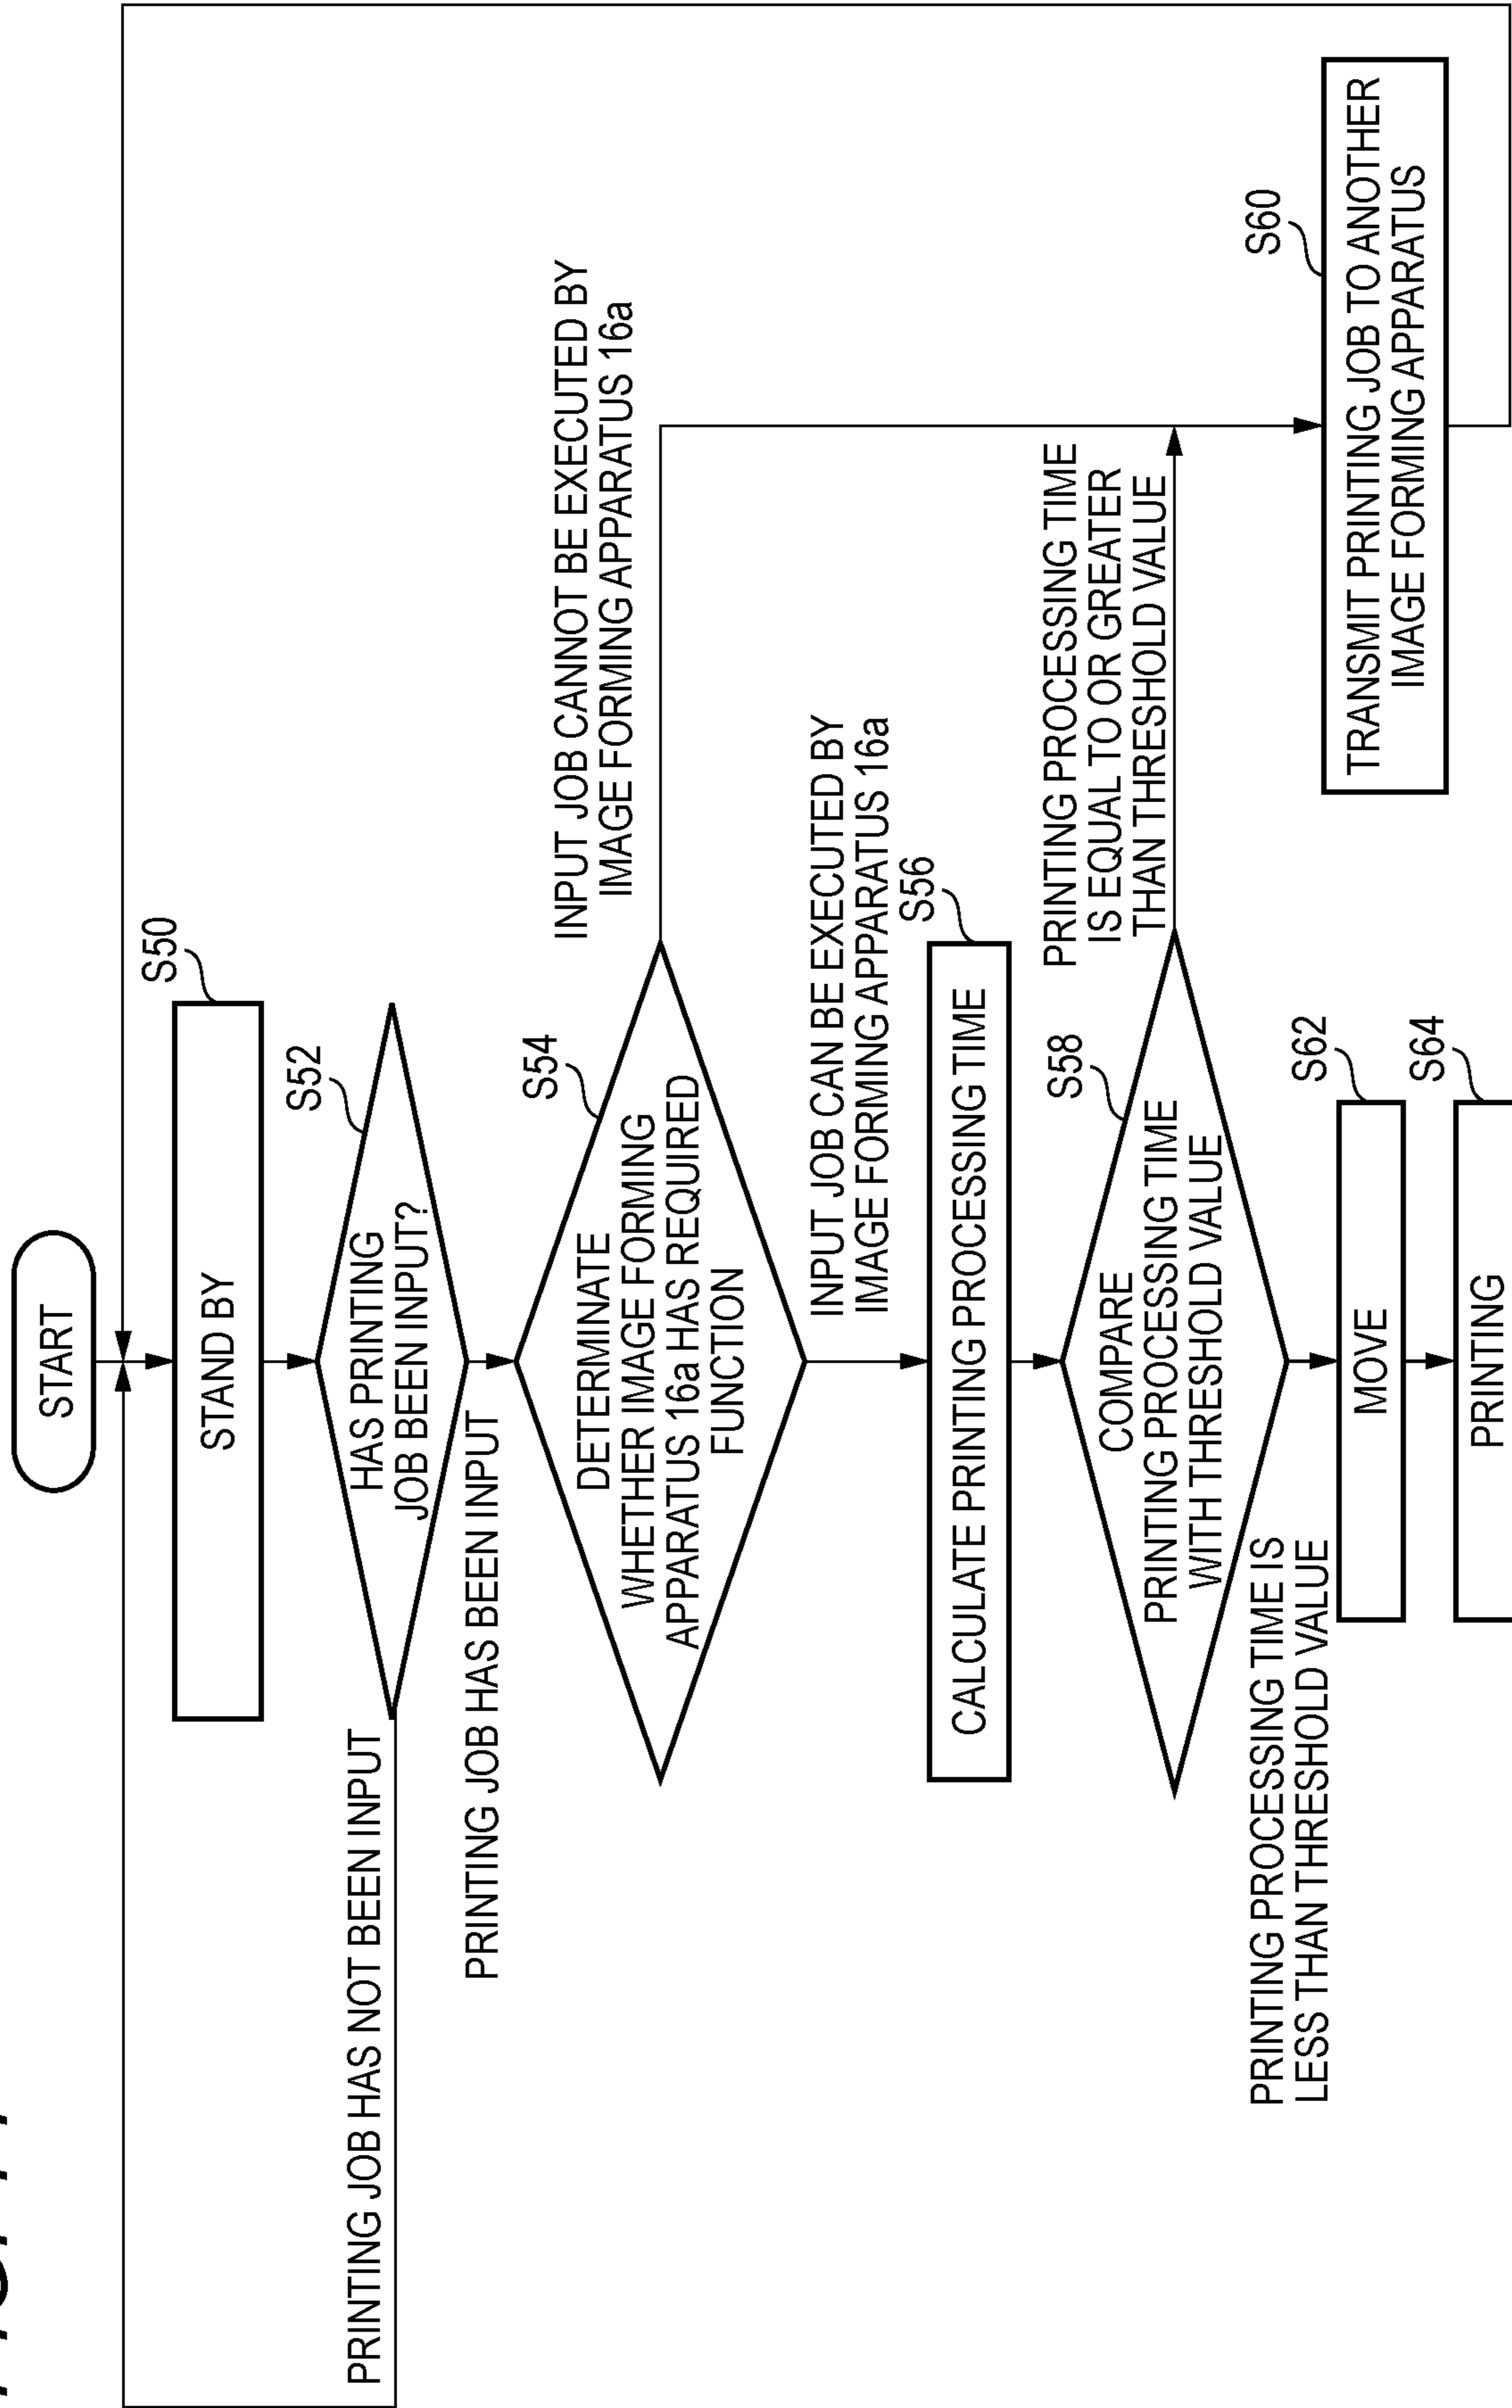 START
S50
STAND BY
S52
HAS PRINTING
JOB BEEN INPUT?
PRINTING JOB HAS NOT BEEN INPUT
PRINTING JOB HAS BEEN INPUT
S54
DETERMINATE
WHETHER IMAGE FORMING
APPARATUS 16a HAS REQUIRED
FUNCTION
INPUT JOB CANNOT BE EXECUTED BY
IMAGE FORMING APPARATUS 16a
INPUT JOB CAN BE EXECUTED BY
IMAGE FORMING APPARATUS 16a
S56
CALCULATE PRINTING PROCESSING TIME
S58
COMPARE
PRINTING PROCESSING TIME
WITH THRESHOLD VALUE
PRINTING PROCESSING TIME
IS EQUAL TO OR GREATER
THAN THRESHOLD VALUE
PRINTING PROCESSING TIME IS
LESS THAN THRESHOLD VALUE
S60
TRANSMIT PRINTING JOB TO ANOTHER
IMAGE FORMING APPARATUS
S62
MOVE
S64
PRINTING